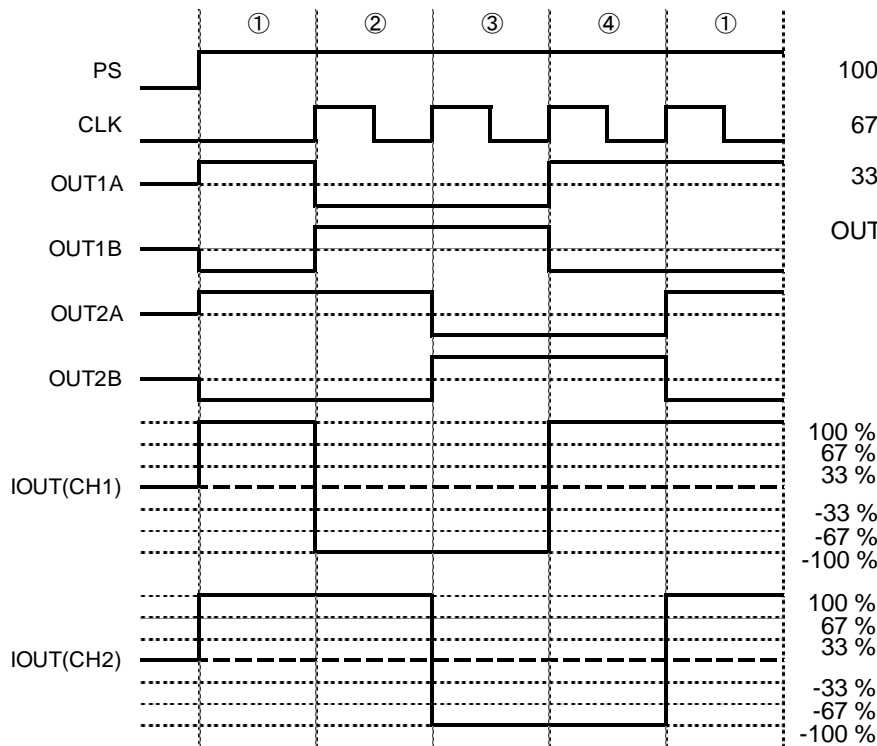 ① ② ③ ④ ①
PS
100
CLK
67
OUT1A
33
OUT1B
OUT
OUT2A
OUT2B
IOUT(CH1)
100 %
67 %
33 %
-33 %
-67 %
-100 %
IOUT(CH2)
100 %
67 %
33 %
-33 %
-67 %
-100 %